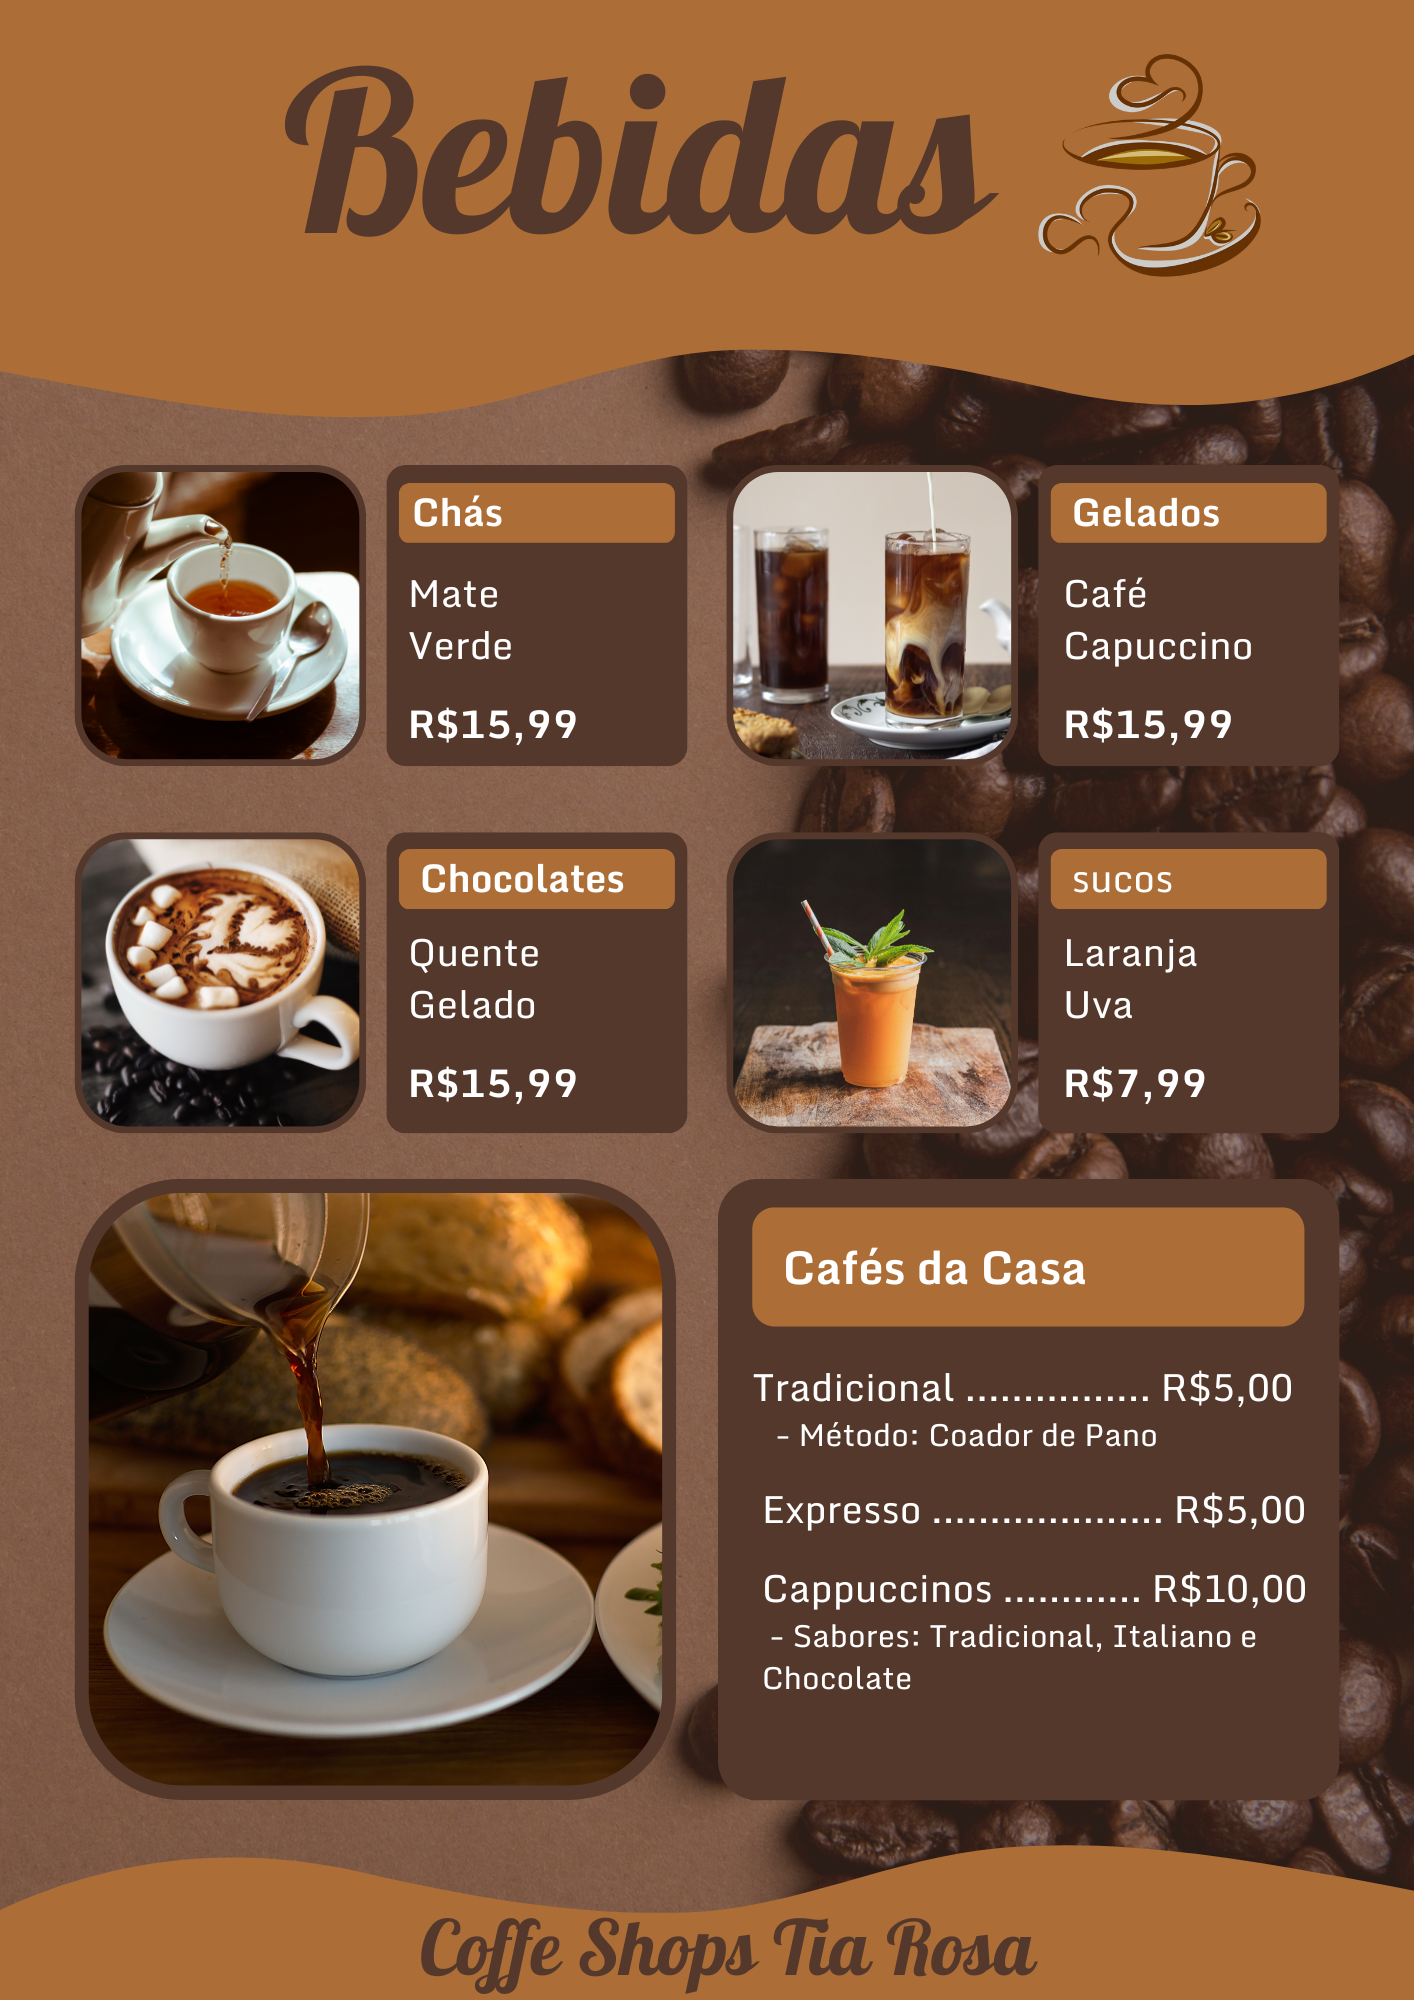 Bebidas
Chás
Mate
Verde
R$15,99
Gelados
Café
Capuccino
R$15,99
Chocolates
Quente
Gelado
R$15,99
sucos
Laranja
Uva
R$7,99
Cafés da Casa
Tradicional ................ R$5,00
- Método: Coador de Pano
Expresso .................... R$5,00
Cappuccinos ............ R$10,00
- Sabores: Tradicional, Italiano e
Chocolate
Coffe Shops Tia Rosa